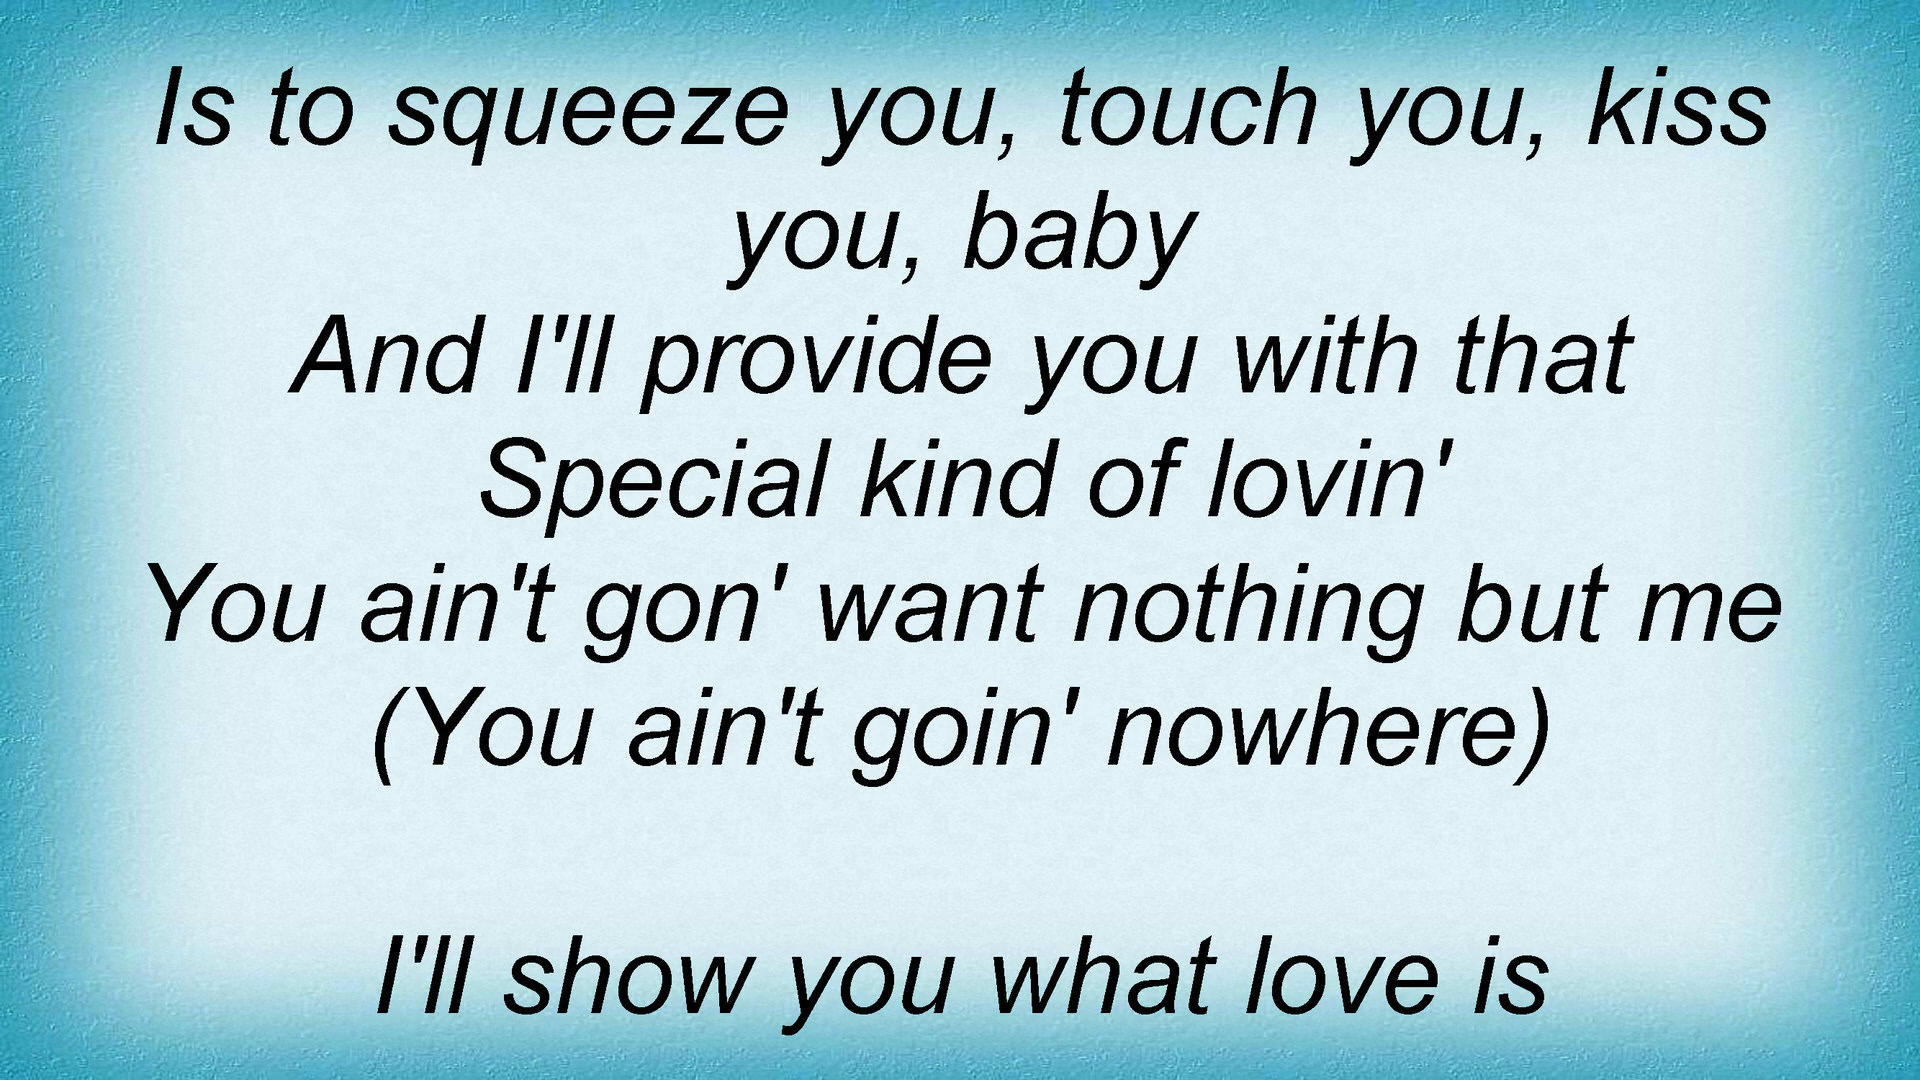 Is to squeeze you, touch you, kiss
you, baby
And I'll provide you with that
Special kind of lovin'
You ain't gon' want nothing but me
(You ain't goin' nowhere)
I'll show you what love is